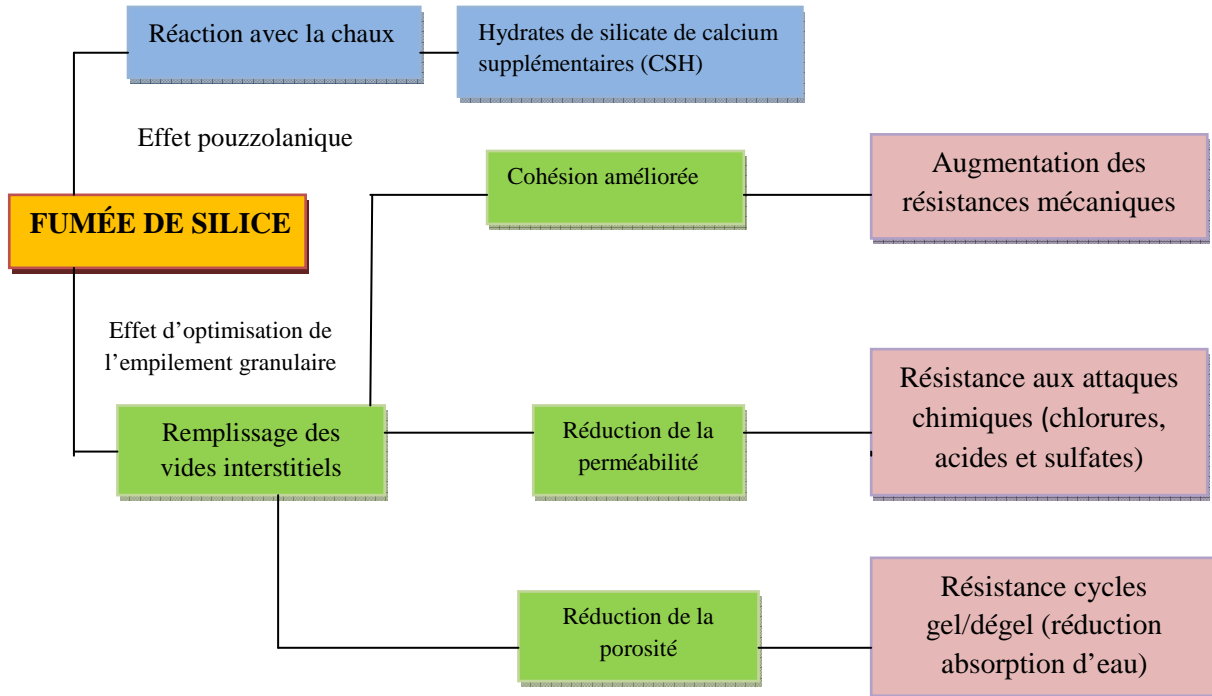 Réaction avec la chaux
Hydrates de silicate de calcium
supplémentaires (CSH)
Effet pouzzolanique
Cohésion améliorée
Augmentation des
résistances mécaniques
FUMÉE DE SILICE
Effet d’optimisation de
l’empilement granulaire
Remplissage des
vides interstitiels
Réduction de la
perméabilité
Résistance aux attaques
chimiques (chlorures,
acides et sulfates)
Réduction de la
porosité
Résistance cycles
gel/dégel (réduction
absorption d’eau)